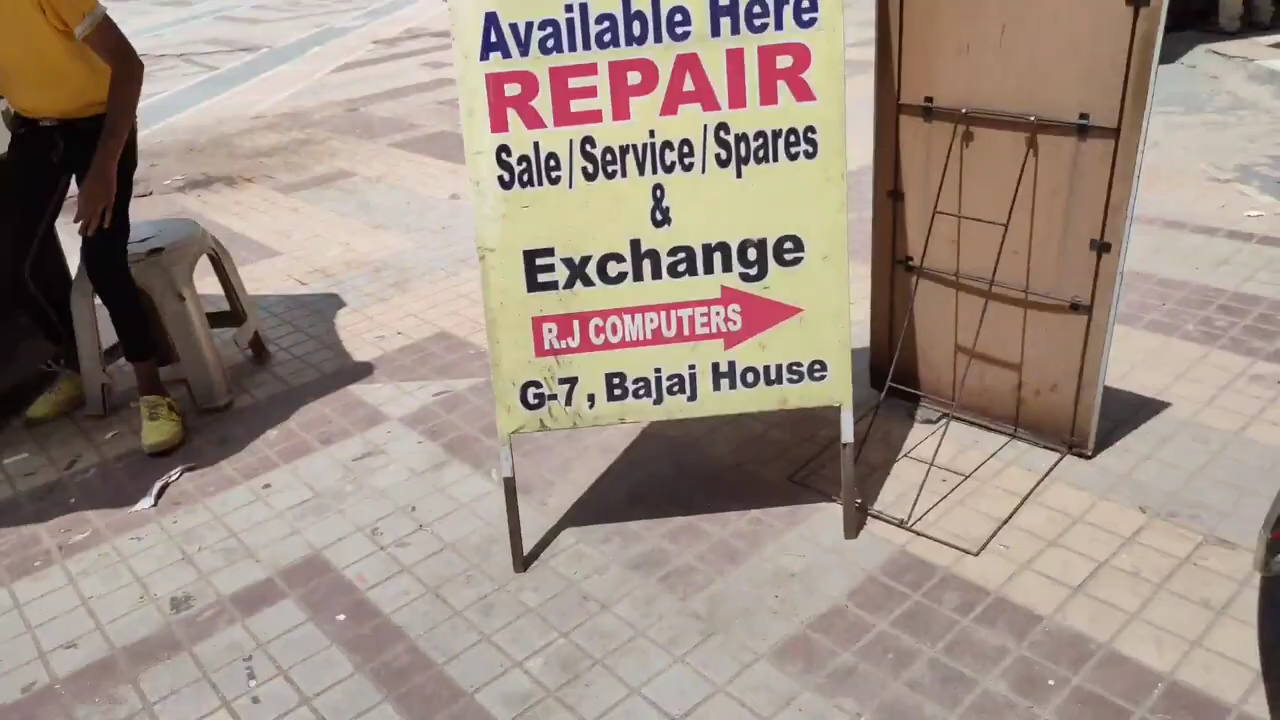 Available Here
REPAIR
Sale/Service/Spares
&
Exchange
R.J COMPUTERS
G-7, Bajaj House